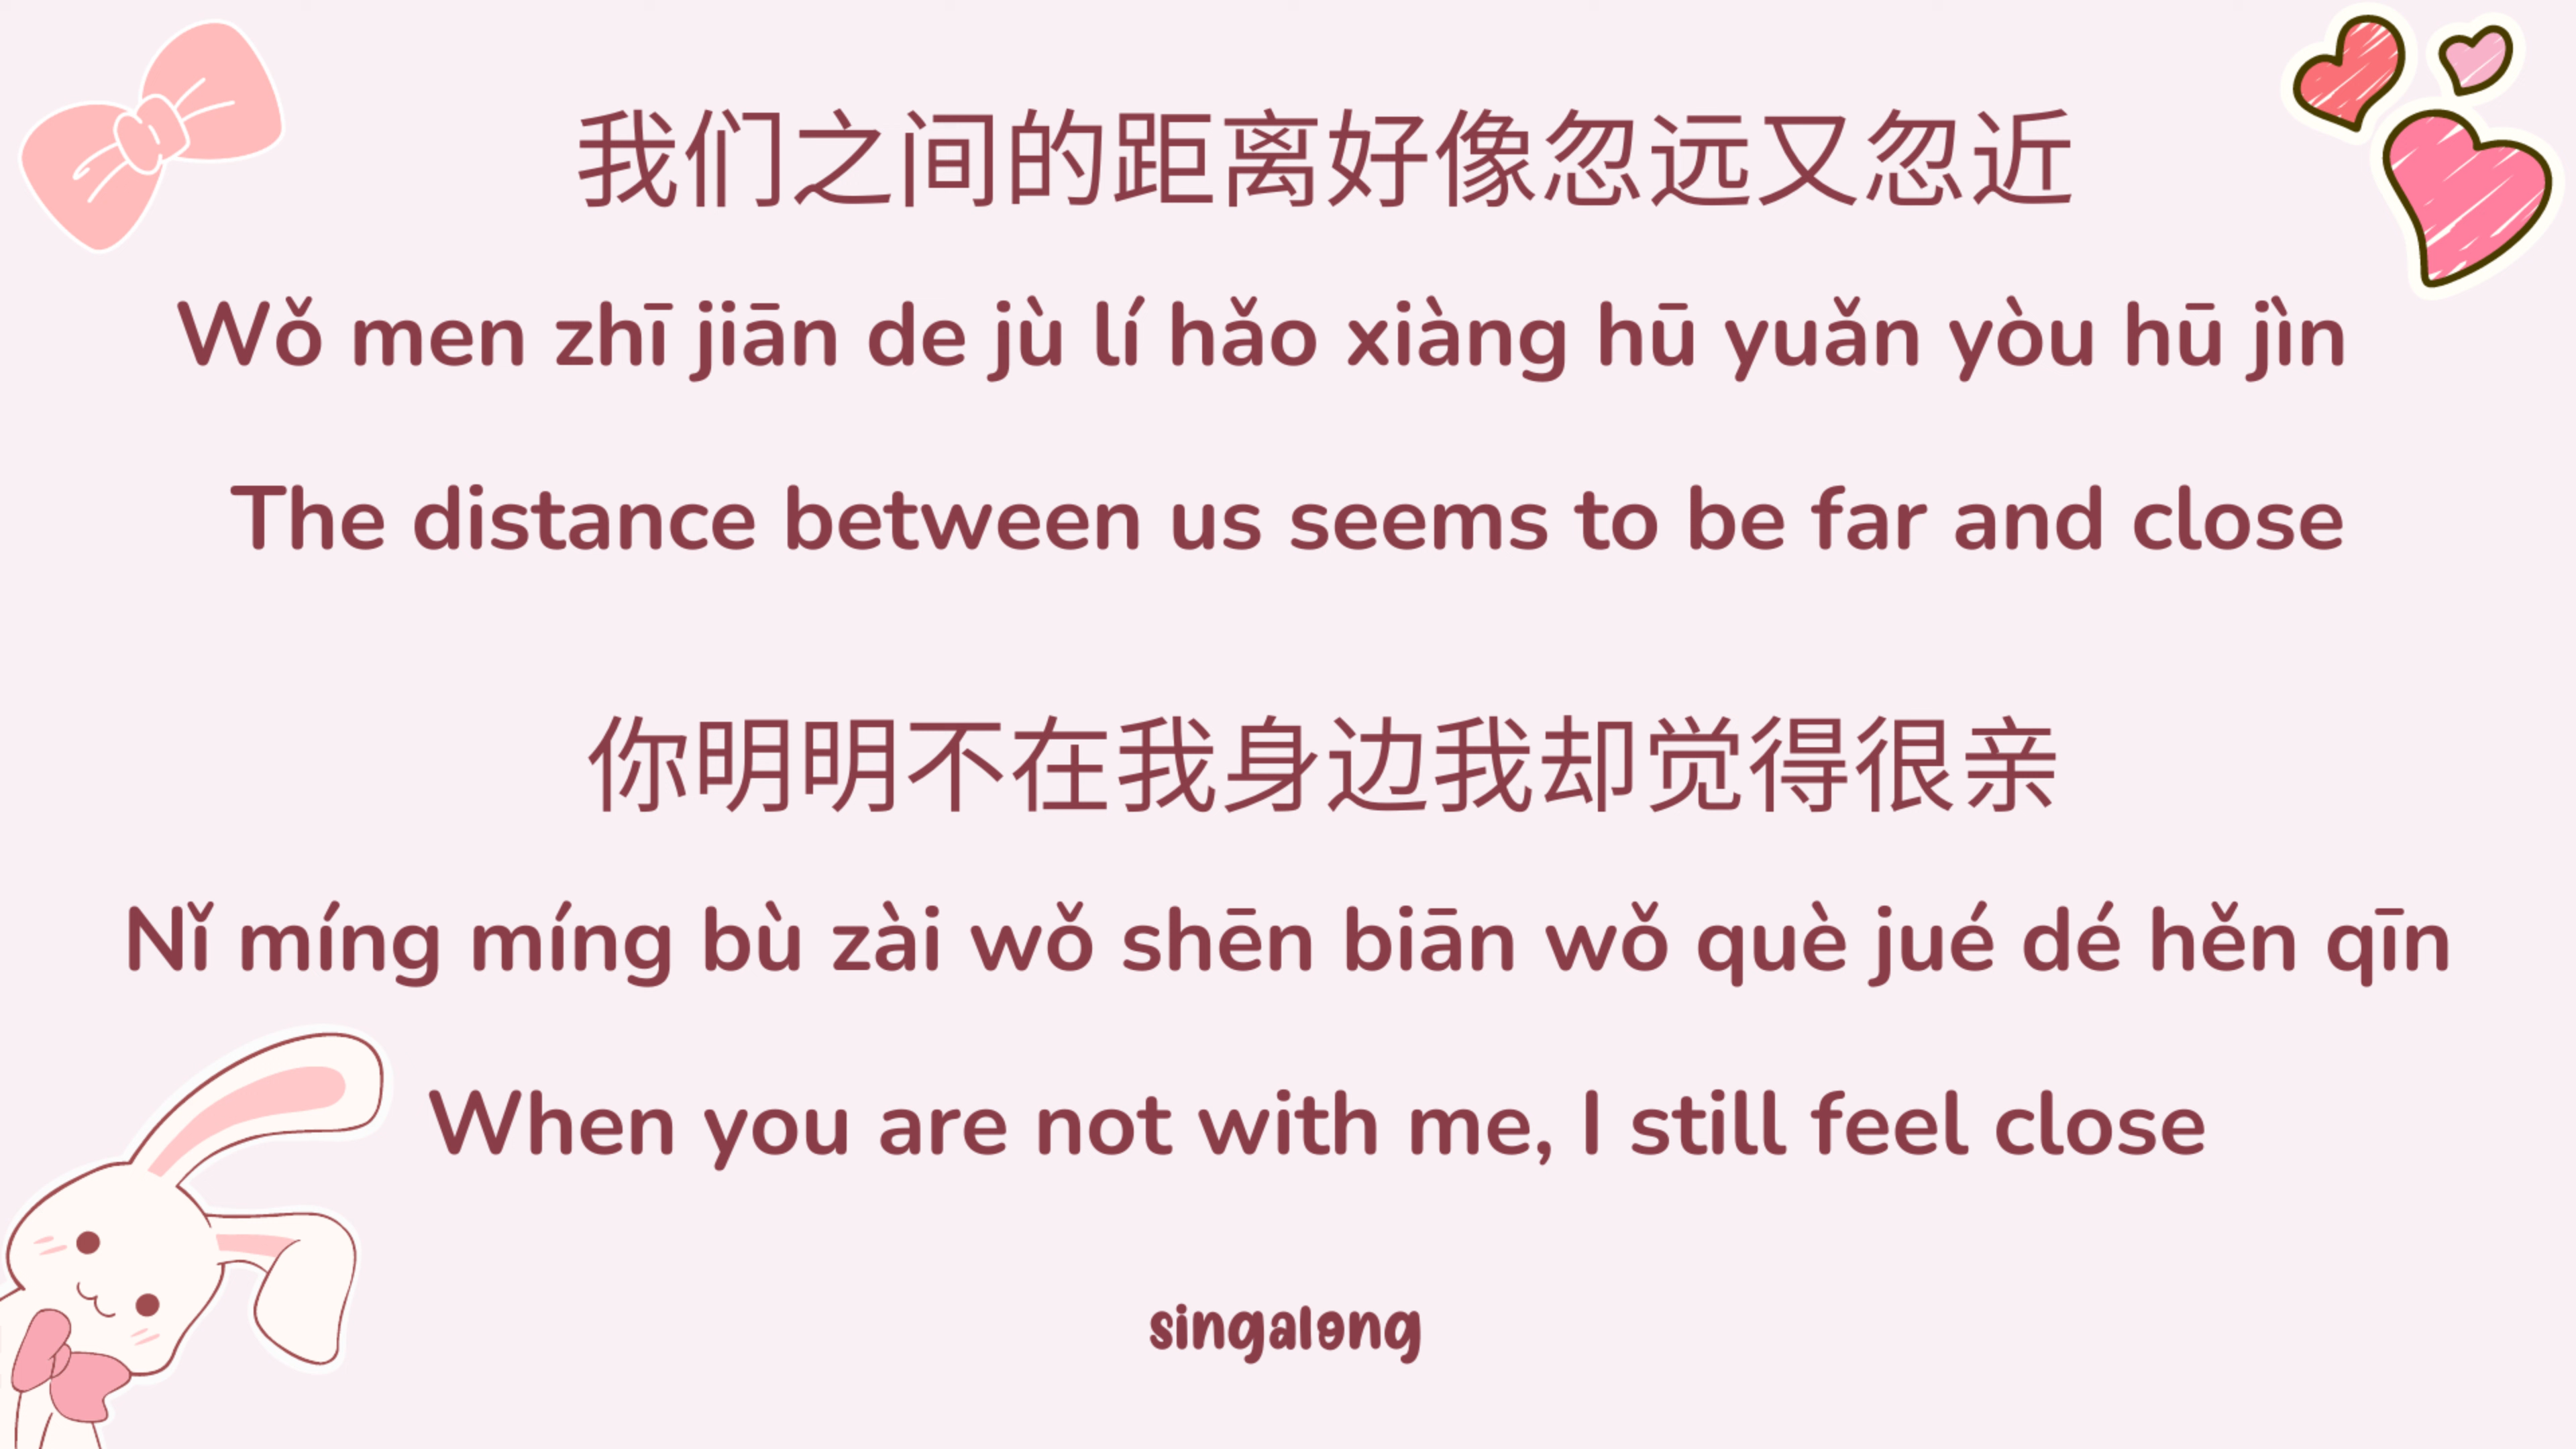 我们之间的距离好像忽远又忽近
Wǒ men zhī jiān de jù lí hǎo xiàng hū yuǎn yòu hū jìn
The distance between us seems to be far and close
你明明不在我身边我却觉得很亲
Nǐ míng míng bù zài wǒ shēn biān wǒ què jué dé hěn qīn
When you are not with me, I still feel close
singalong